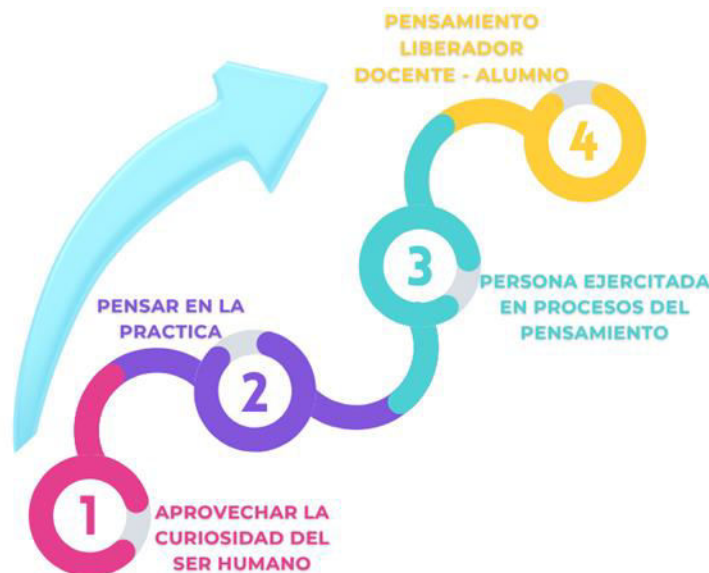 PENSAMIENTO
LIBERADOR
DOCENTE - ALUMNO
4
3
PERSONA EJERCITADA
EN PROCESOS DEL
PENSAMIENTO
PENSAR EN LA
PRACTICA
2
1
APROVECHAR LA
CURIOSIDAD DEL
SER HUMANO